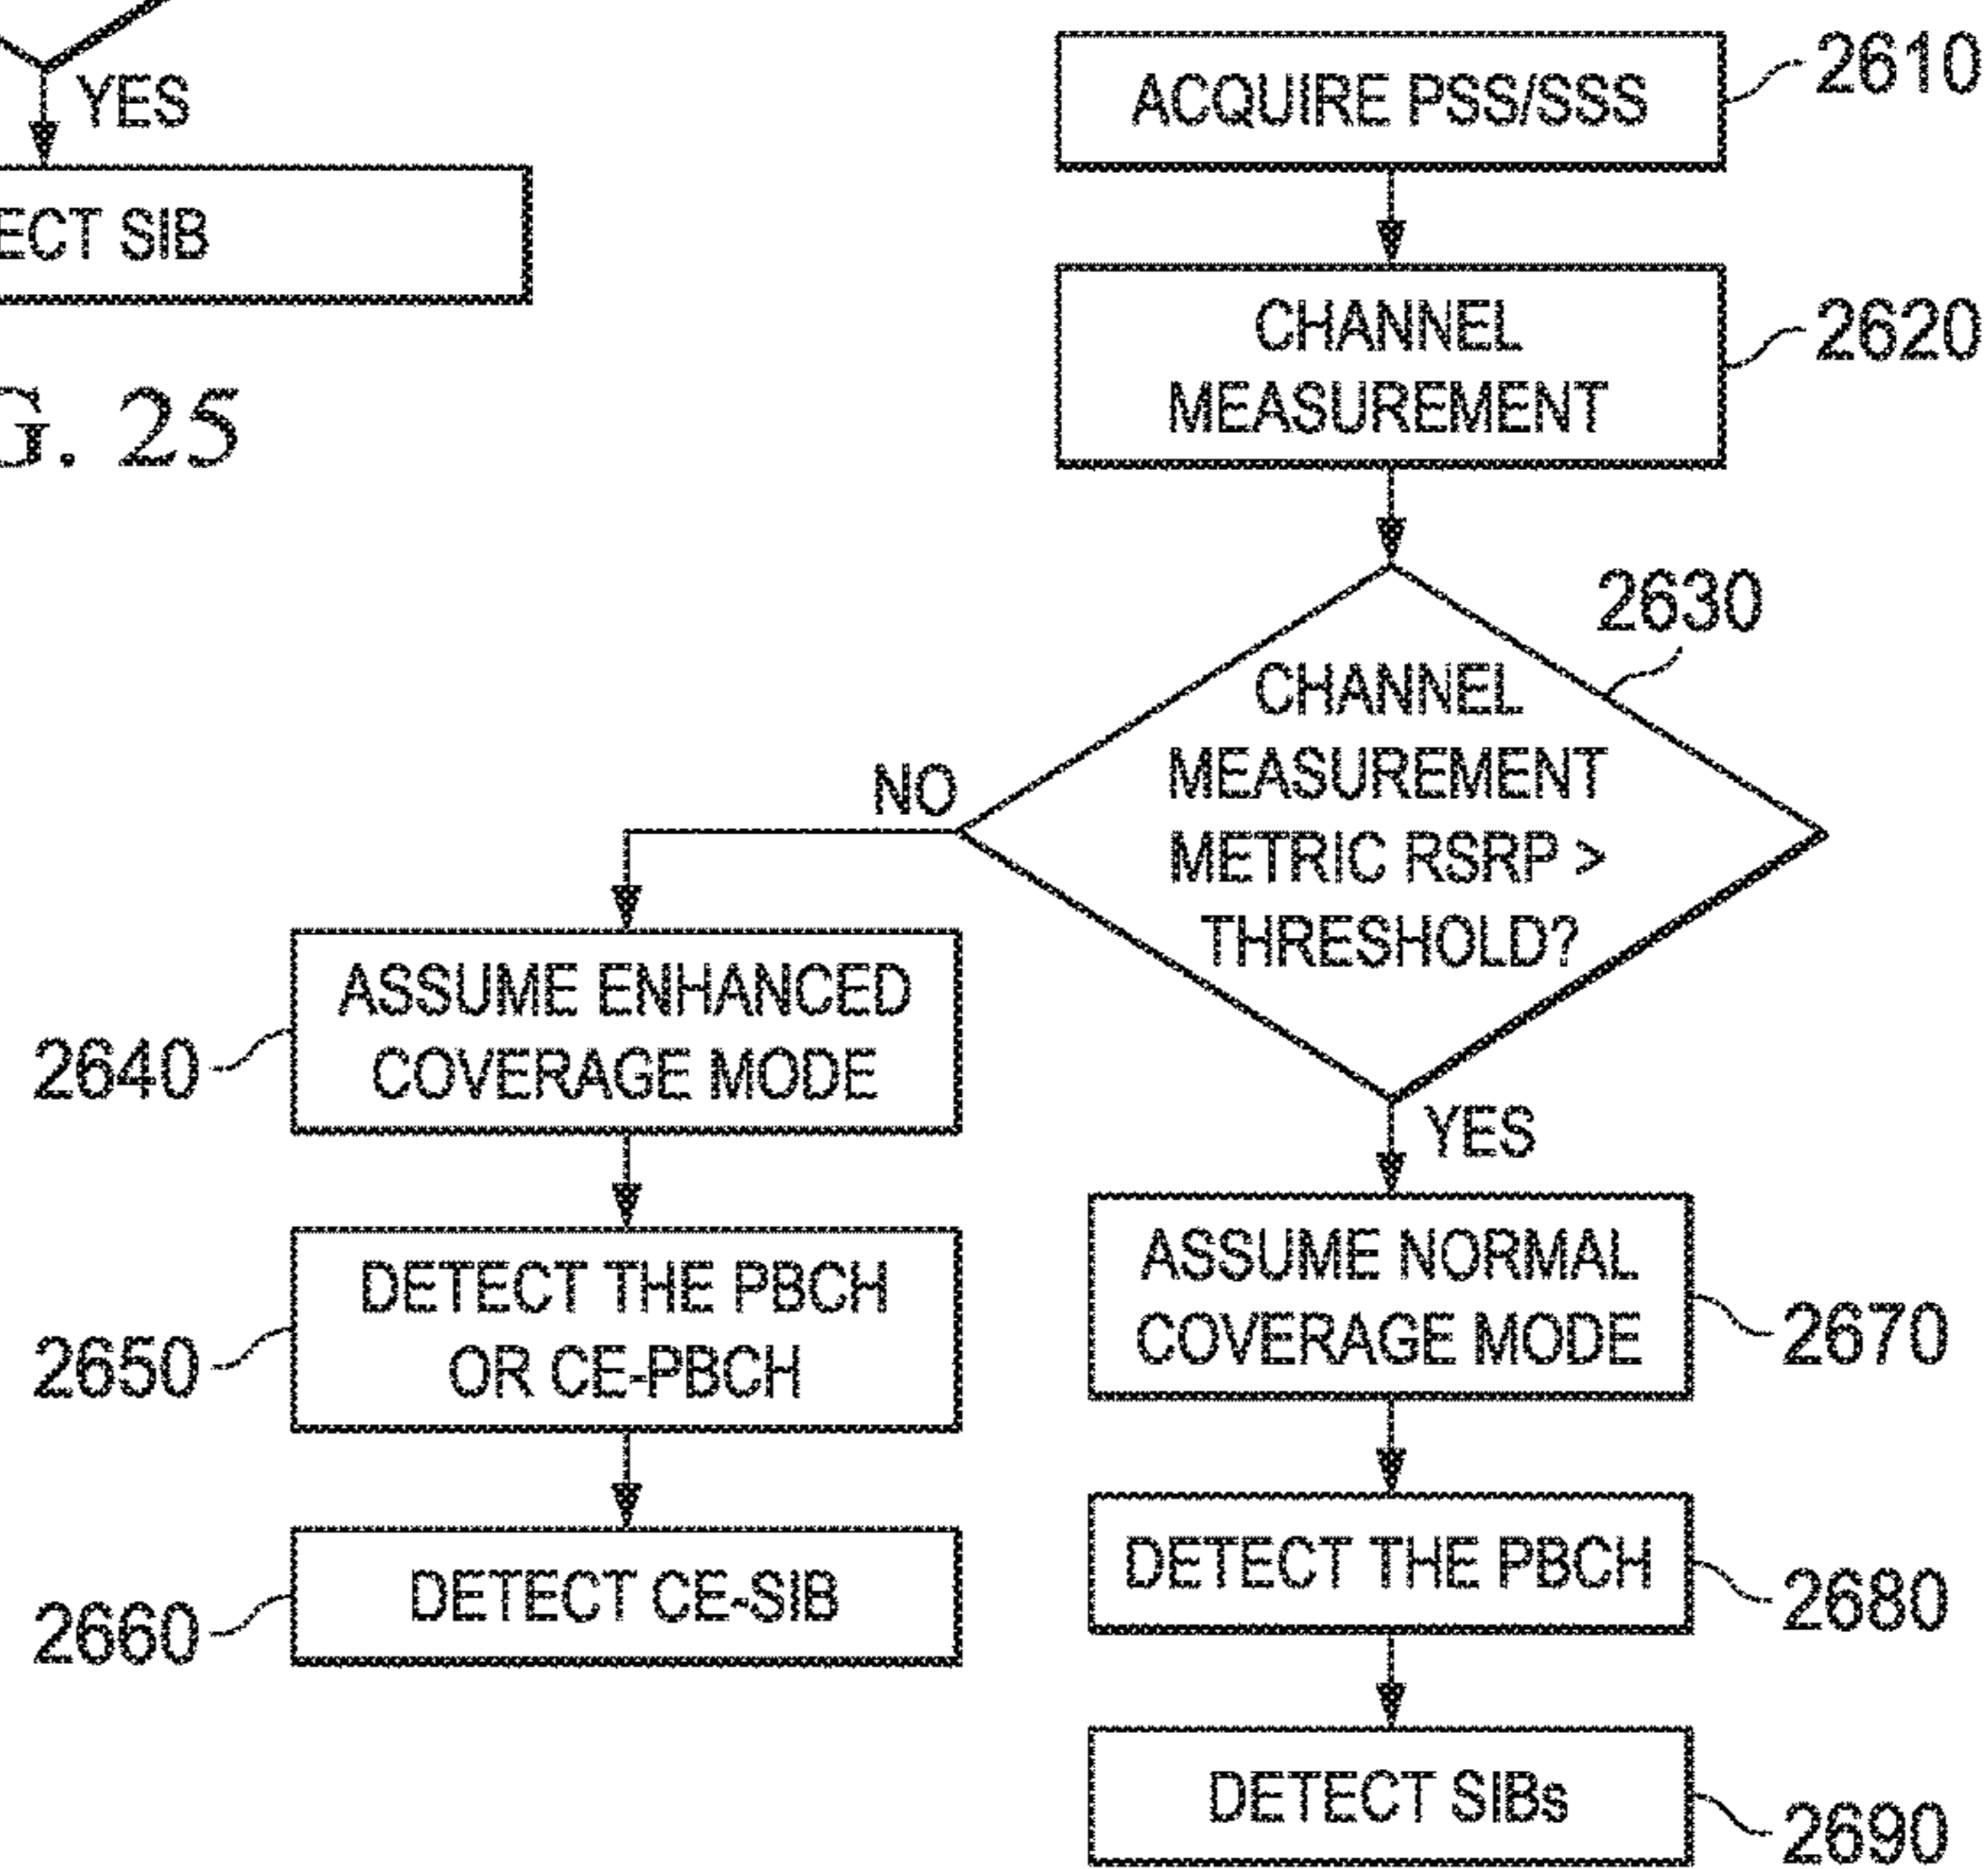 YES
ECT SIB
G. 25
ACQUIRE PSS/SSS
2610
CHANNEL
MEASUREMENT
2620
2630
CHANNEL
MEASUREMENT
METRIC RSRP >
THRESHOLD?
NO
YES
2640
ASSUME ENHANCED
COVERAGE MODE
2650
DETECT THE PBCH
OR CE-PBCH
2660
DETECT CE-SIB
ASSUME NORMAL
COVERAGE MODE
2670
DETECT THE PBCH
2680
DETECT SIBs
2690